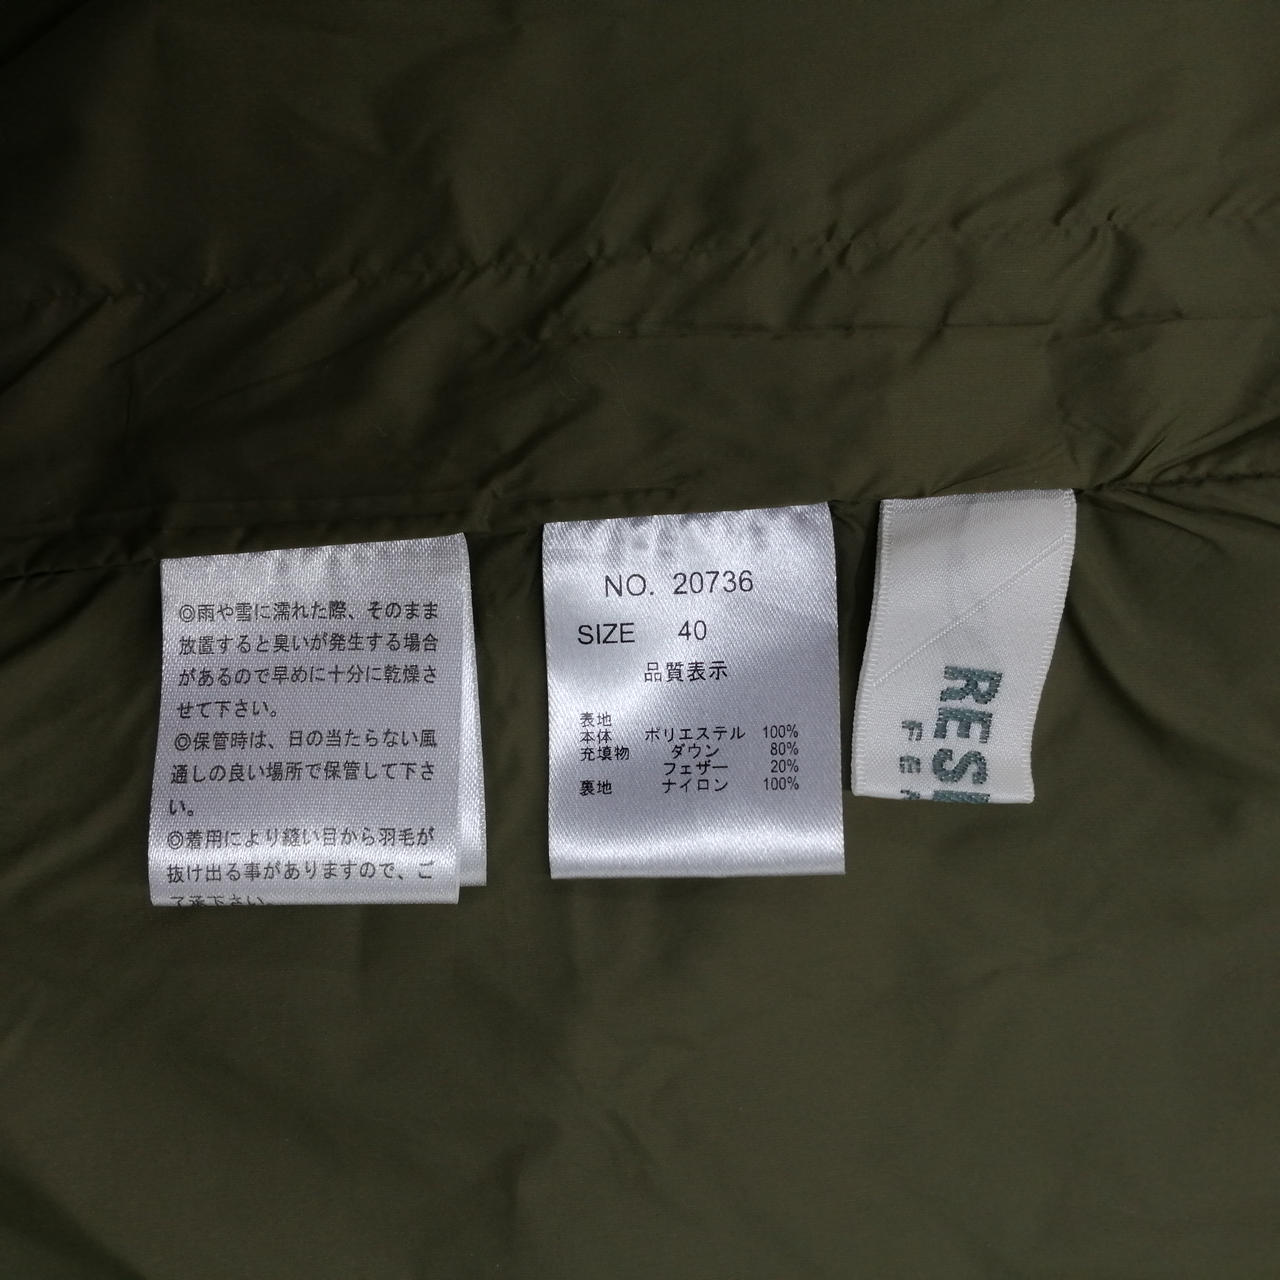 ◎雨や雪に濡れた際、そのまま
放置すると臭いが発生する場合
があるので早めに十分に乾燥さ
せて下さい。
◎保管時は、日の当たらない風
通しの良い場所で保管して下さ
い。
◎着用により縫い目から羽毛が
抜け出る事がありますので、ご
了承下さい。
NO. 20736
SIZE 40
品質表示
表地
本体 ポリエステル 100%
充填物 ダウン 80%
フェザー 20%
裏地 ナイロン 100%
RES
FE